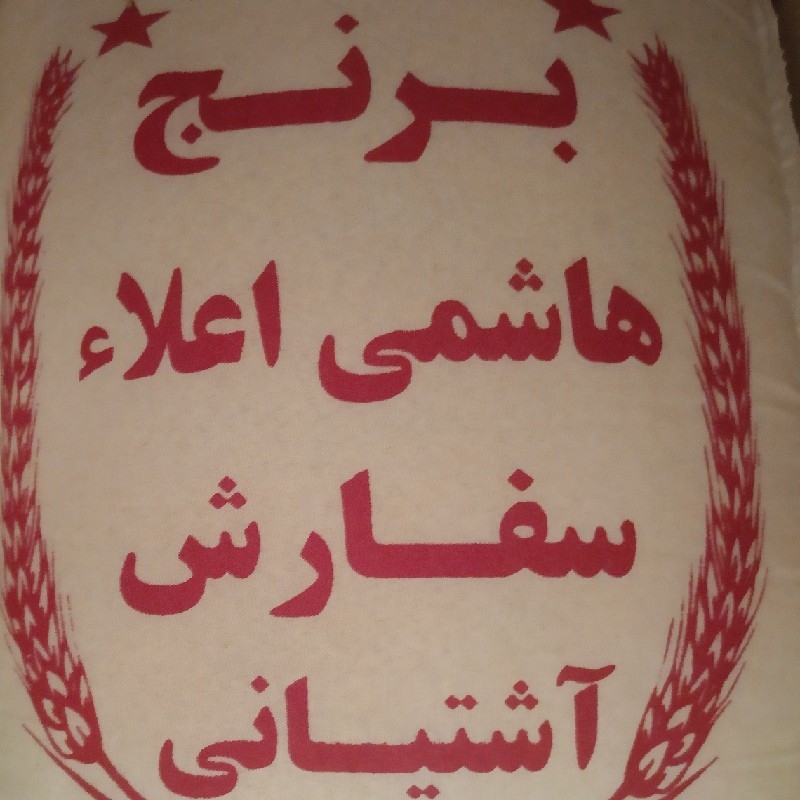 برنج
هاشمی اعلاء
سفارش
آشتیانی